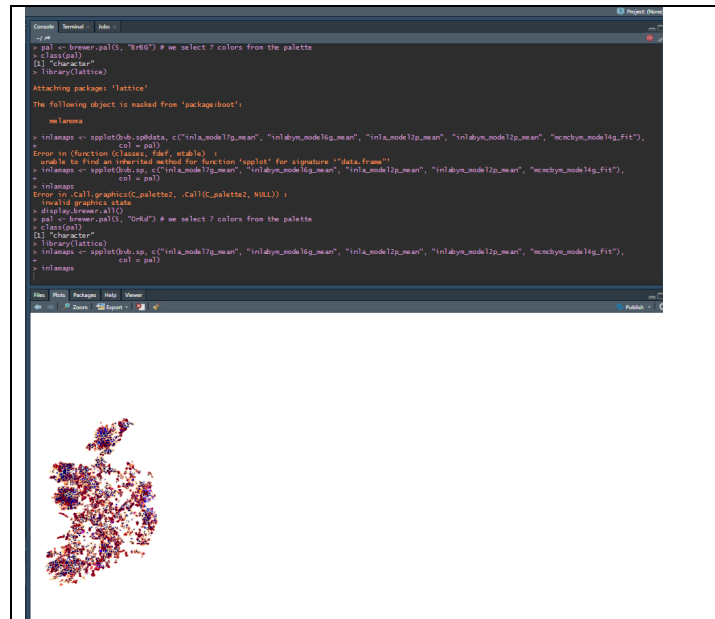 Project: (None
Console Terminal × Jobs ×
~/
> pal <- brewer.pal(5, "BrBG") # we select 7 colors from the palette
> class(pal)
[1] "character"
> library(lattice)
Attaching package: 'lattice'
The following object is masked from 'package:boot':
melanoma
> inlamaps <- spplot(bvb.sp@data, c("inla_model7g_mean", "inlabym_model6g_mean", "inla_model2p_mean", "inlabym_model2p_mean", "mcmcbym_model4g_fit"),
+ col = pal)
Error in (function (classes, fdef, mtable) :
unable to find an inherited method for function 'spplot' for signature '"data.frame"'
> inlamaps <- spplot(bvb.sp, c("inla_model7g_mean", "inlabym_model6g_mean", "inla_model2p_mean", "inlabym_model2p_mean", "mcmcbym_model4g_fit"),
+ col = pal)
> inlamaps
Error in .Call.graphics(C_palette2, .Call(C_palette2, NULL)) :
invalid graphics state
> display.brewer.all()
> pal <- brewer.pal(5, "OrRd") # we select 7 colors from the palette
> class(pal)
[1] "character"
> library(lattice)
> inlamaps <- spplot(bvb.sp, c("inla_model7g_mean", "inlabym_model6g_mean", "inla_model2p_mean", "inlabym_model2p_mean", "mcmcbym_model4g_fit"),
+ col = pal)
> inlamaps
Files Plots Packages Help Viewer
Zoom Export Publish